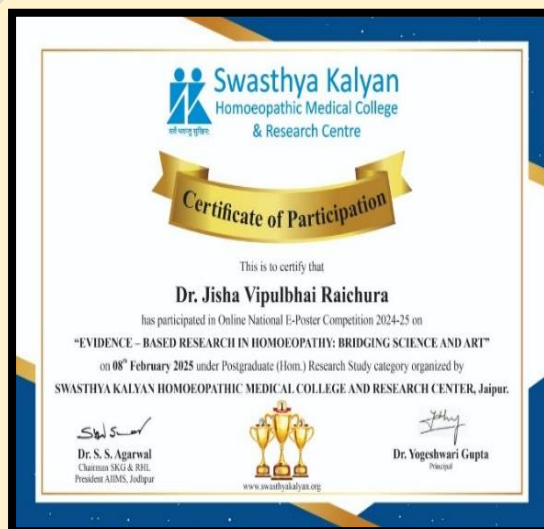 Swasthya Kalyan
Homoeopathic Medical College
& Research Centre
सर्वे भवन्तु सुखिनः
Certificate of Participation
This is to certify that
Dr. Jisha Vipulbhai Raichura
has participated in Online National E-Poster Competition 2024-25 on
“EVIDENCE – BASED RESEARCH IN HOMOEOPATHY: BRIDGING SCIENCE AND ART”
on 08th February 2025 under Postgraduate (Hom.) Research Study category organized by
SWASTHYA KALYAN HOMOEOPATHIC MEDICAL COLLEGE AND RESEARCH CENTER, Jaipur.
Dr. S. S. Agarwal
Chairman SKG & RHL
President AIIMS, Jodhpur
1
www.swasthyakalyan.org
Dr. Yogeshwari Gupta
Principal